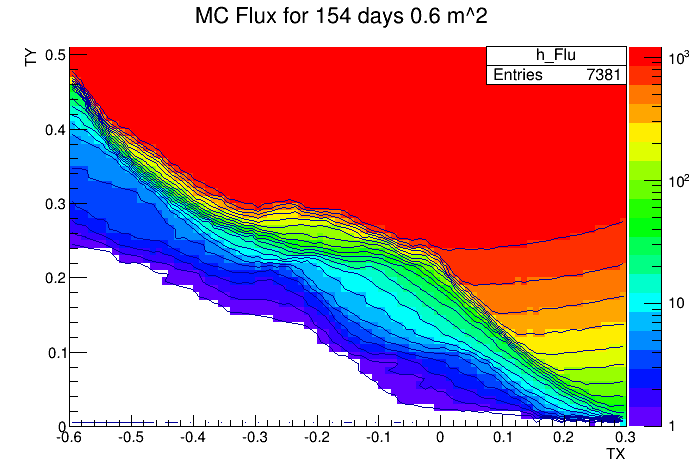 MC Flux for 154 days 0.6 m^2
h_Flu
Entries 7381
TY
0.5
0.4
0.3
0.2
0.1
0
-0.6 -0.5 -0.4 -0.3 -0.2 -0.1 0 0.1 0.2 0.3
TX
10³
10²
10
1